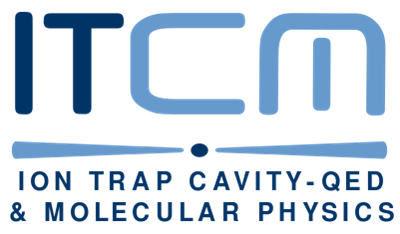 ITCM
ION TRAP CAVITY-QED
& MOLECULAR PHYSICS